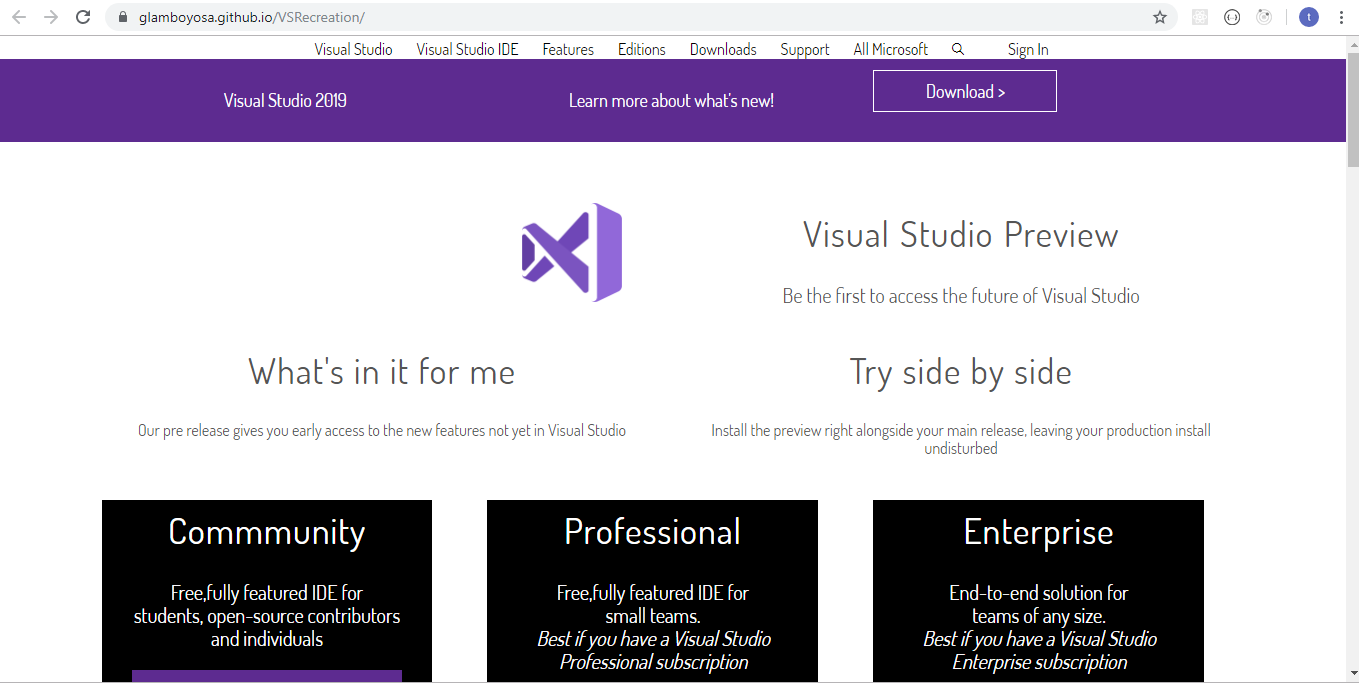 glamboyosa.github.io/VSRecreation/
t
Visual Studio Visual Studio IDE Features Editions Downloads Support All Microsoft Sign In
Visual Studio 2019 Learn more about what's new! Download >
Visual Studio Preview
Be the first to access the future of Visual Studio
What's in it for me
Our pre release gives you early access to the new features not yet in Visual Studio
Try side by side
Install the preview right alongside your main release, leaving your production install
undisturbed
Commmunity
Free,fully featured IDE for
students, open-source contributors
and individuals
Professional
Free,fully featured IDE for
small teams.
Best if you have a Visual Studio
Professional subscription
Enterprise
End-to-end solution for
teams of any size.
Best if you have a Visual Studio
Enterprise subscription